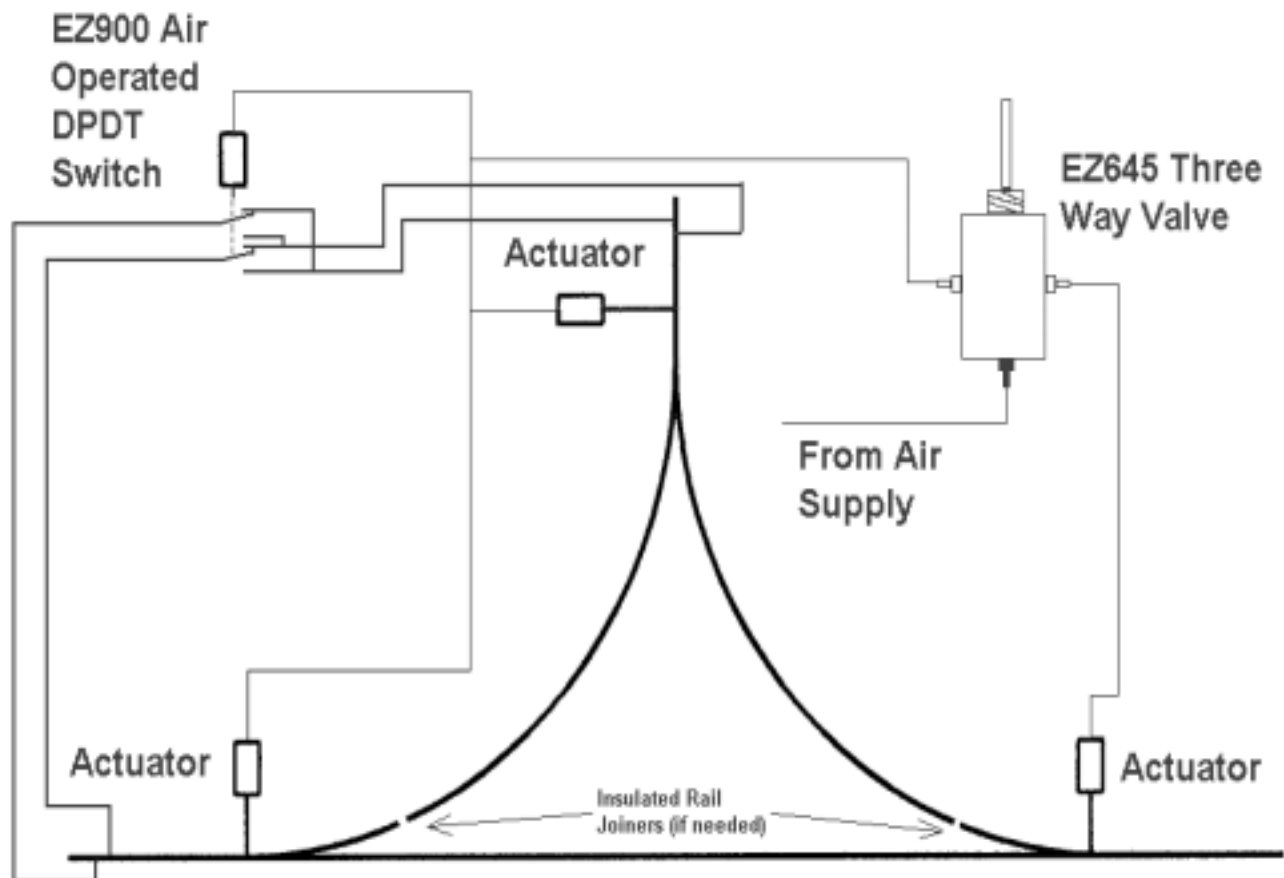 EZ900 Air
Operated
DPDT
Switch
EZ645 Three
Way Valve
Actuator
From Air
Supply
Actuator
Insulated Rail
Joiners (if needed)
Actuator